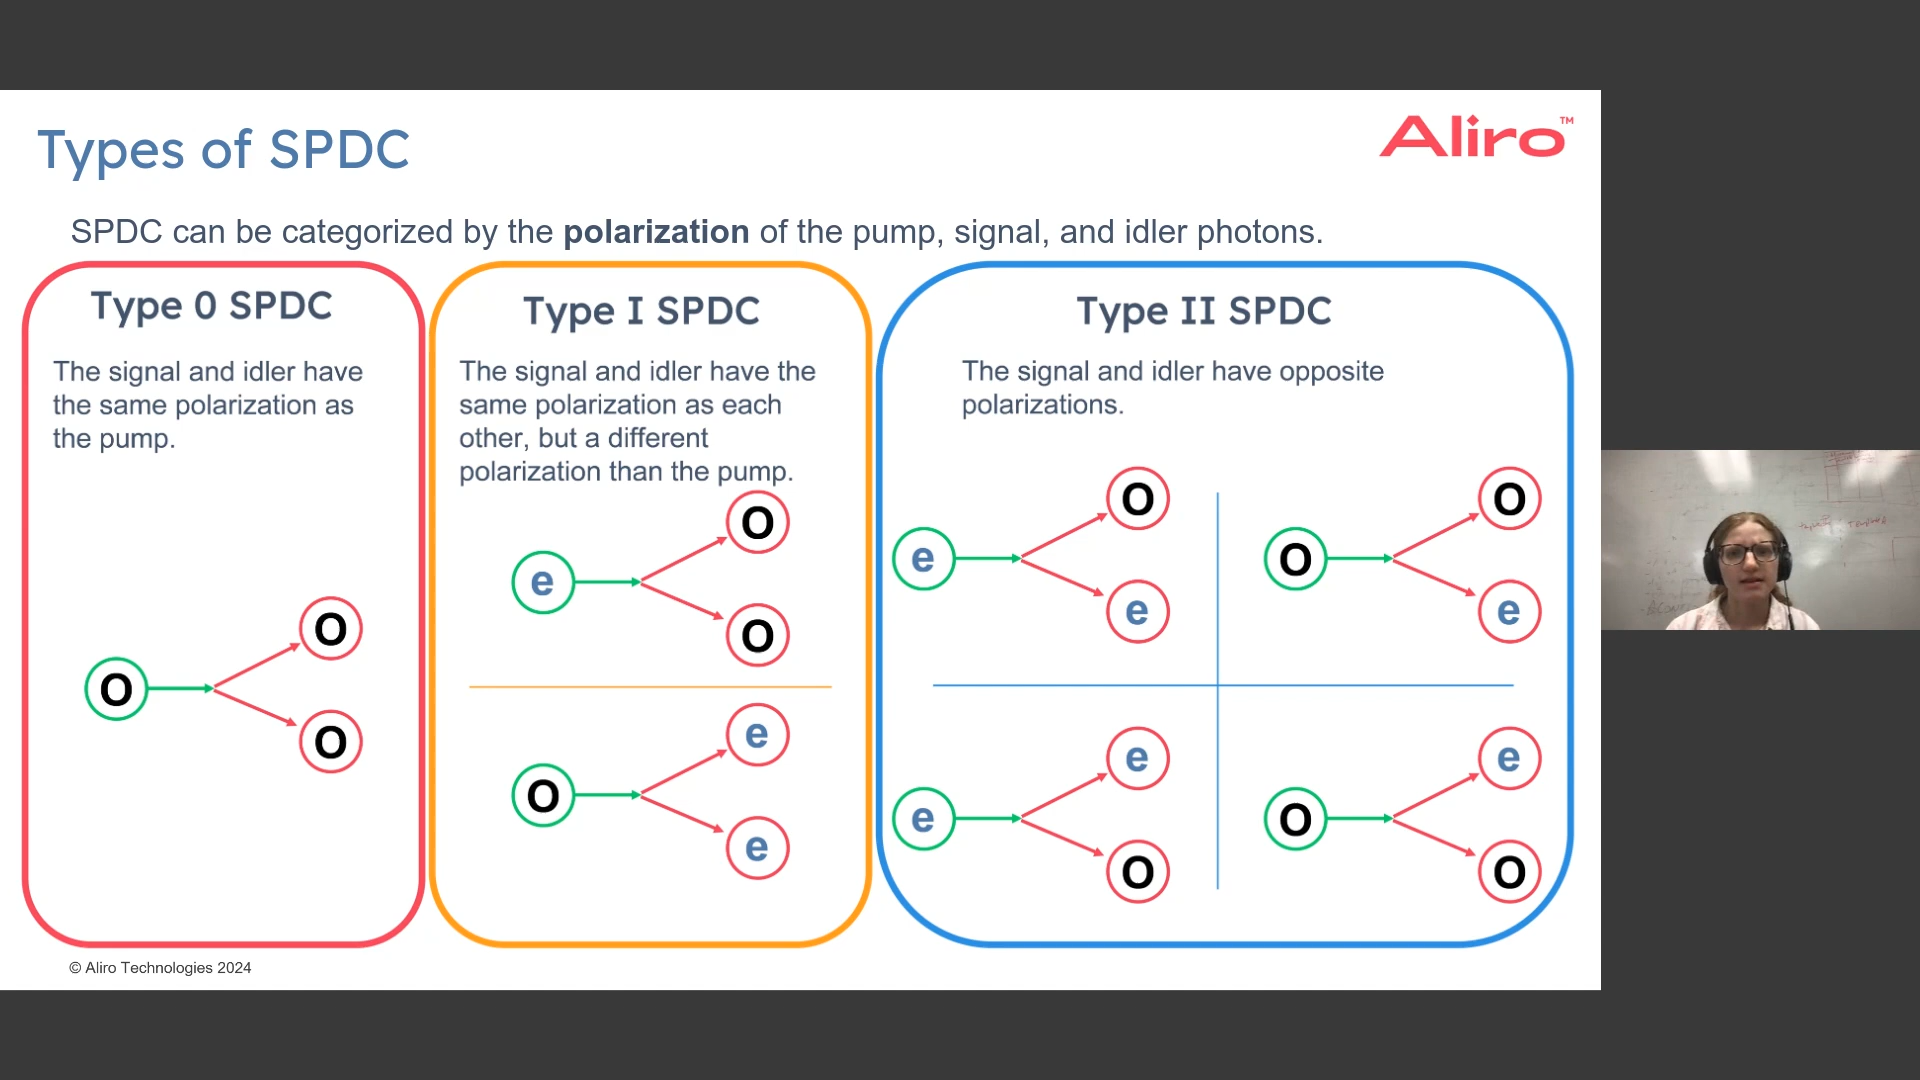 Types of SPDC
Aliro™
SPDC can be categorized by the polarization of the pump, signal, and idler photons.
Type 0 SPDC
The signal and idler have
the same polarization as
the pump.
O
O
O
Type I SPDC
The signal and idler have the
same polarization as each
other, but a different
polarization than the pump.
e
O
O
O
e
e
Type II SPDC
The signal and idler have opposite
polarizations.
e
O
e
O
O
e
e
e
O
O
e
O
© Aliro Technologies 2024